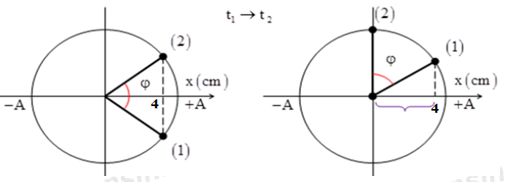 t₁ → t₂
(2)
φ
x (cm)
4
−A
+A
(1)
(2)
(1)
φ
x (cm)
4
−A
+A